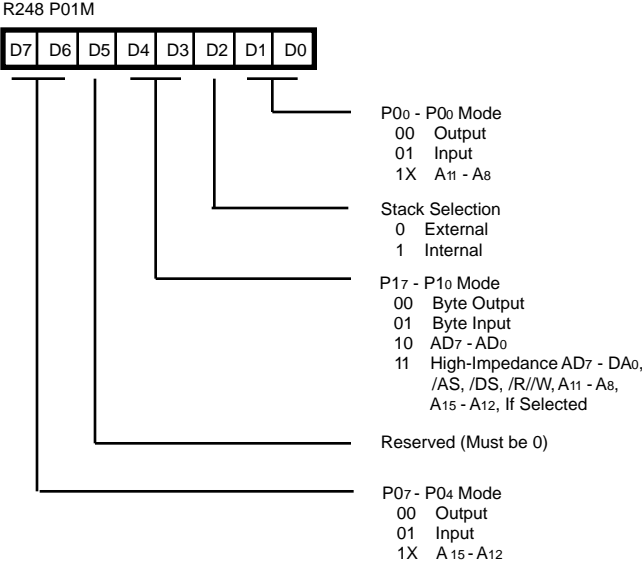 R248 P01M
D7 D6 D5 D4 D3 D2 D1 D0
P00 - P00 Mode
00 Output
01 Input
1X A11 - A8
Stack Selection
0 External
1 Internal
P17 - P10 Mode
00 Byte Output
01 Byte Input
10 AD7 - AD0
11 High-Impedance AD7 - DA0,
/AS, /DS, /R//W, A11 - A8,
A15 - A12, If Selected
Reserved (Must be 0)
P07 - P04 Mode
00 Output
01 Input
1X A15 - A12